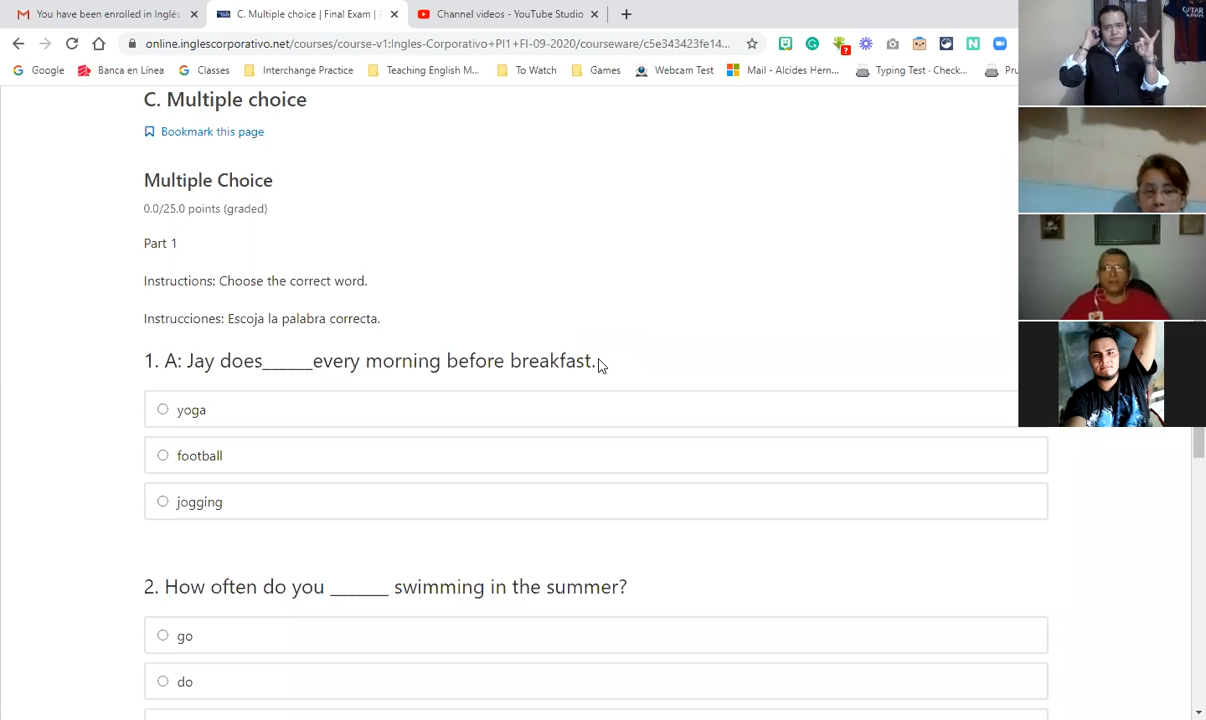 You have been enrolled in Inglés
C. Multiple choice | Final Exam |
Channel videos - YouTube Studio
online.inglescorporativo.net/courses/course-v1:Ingles-Corporativo+PI1+FI-09-2020/courseware/c5e343423fe14...
Google
Banca en Línea
Classes
Interchange Practice
Teaching English M...
To Watch
Games
Webcam Test
Mail - Alcides Hern...
Typing Test · Check...
Pru
C. Multiple choice
Bookmark this page
Multiple Choice
0.0/25.0 points (graded)
Part 1
Instructions: Choose the correct word.
Instrucciones: Escoja la palabra correcta.
1. A: Jay does______every morning before breakfast.
yoga
football
jogging
2. How often do you ______ swimming in the summer?
go
do
QATAR
AIRWAYS